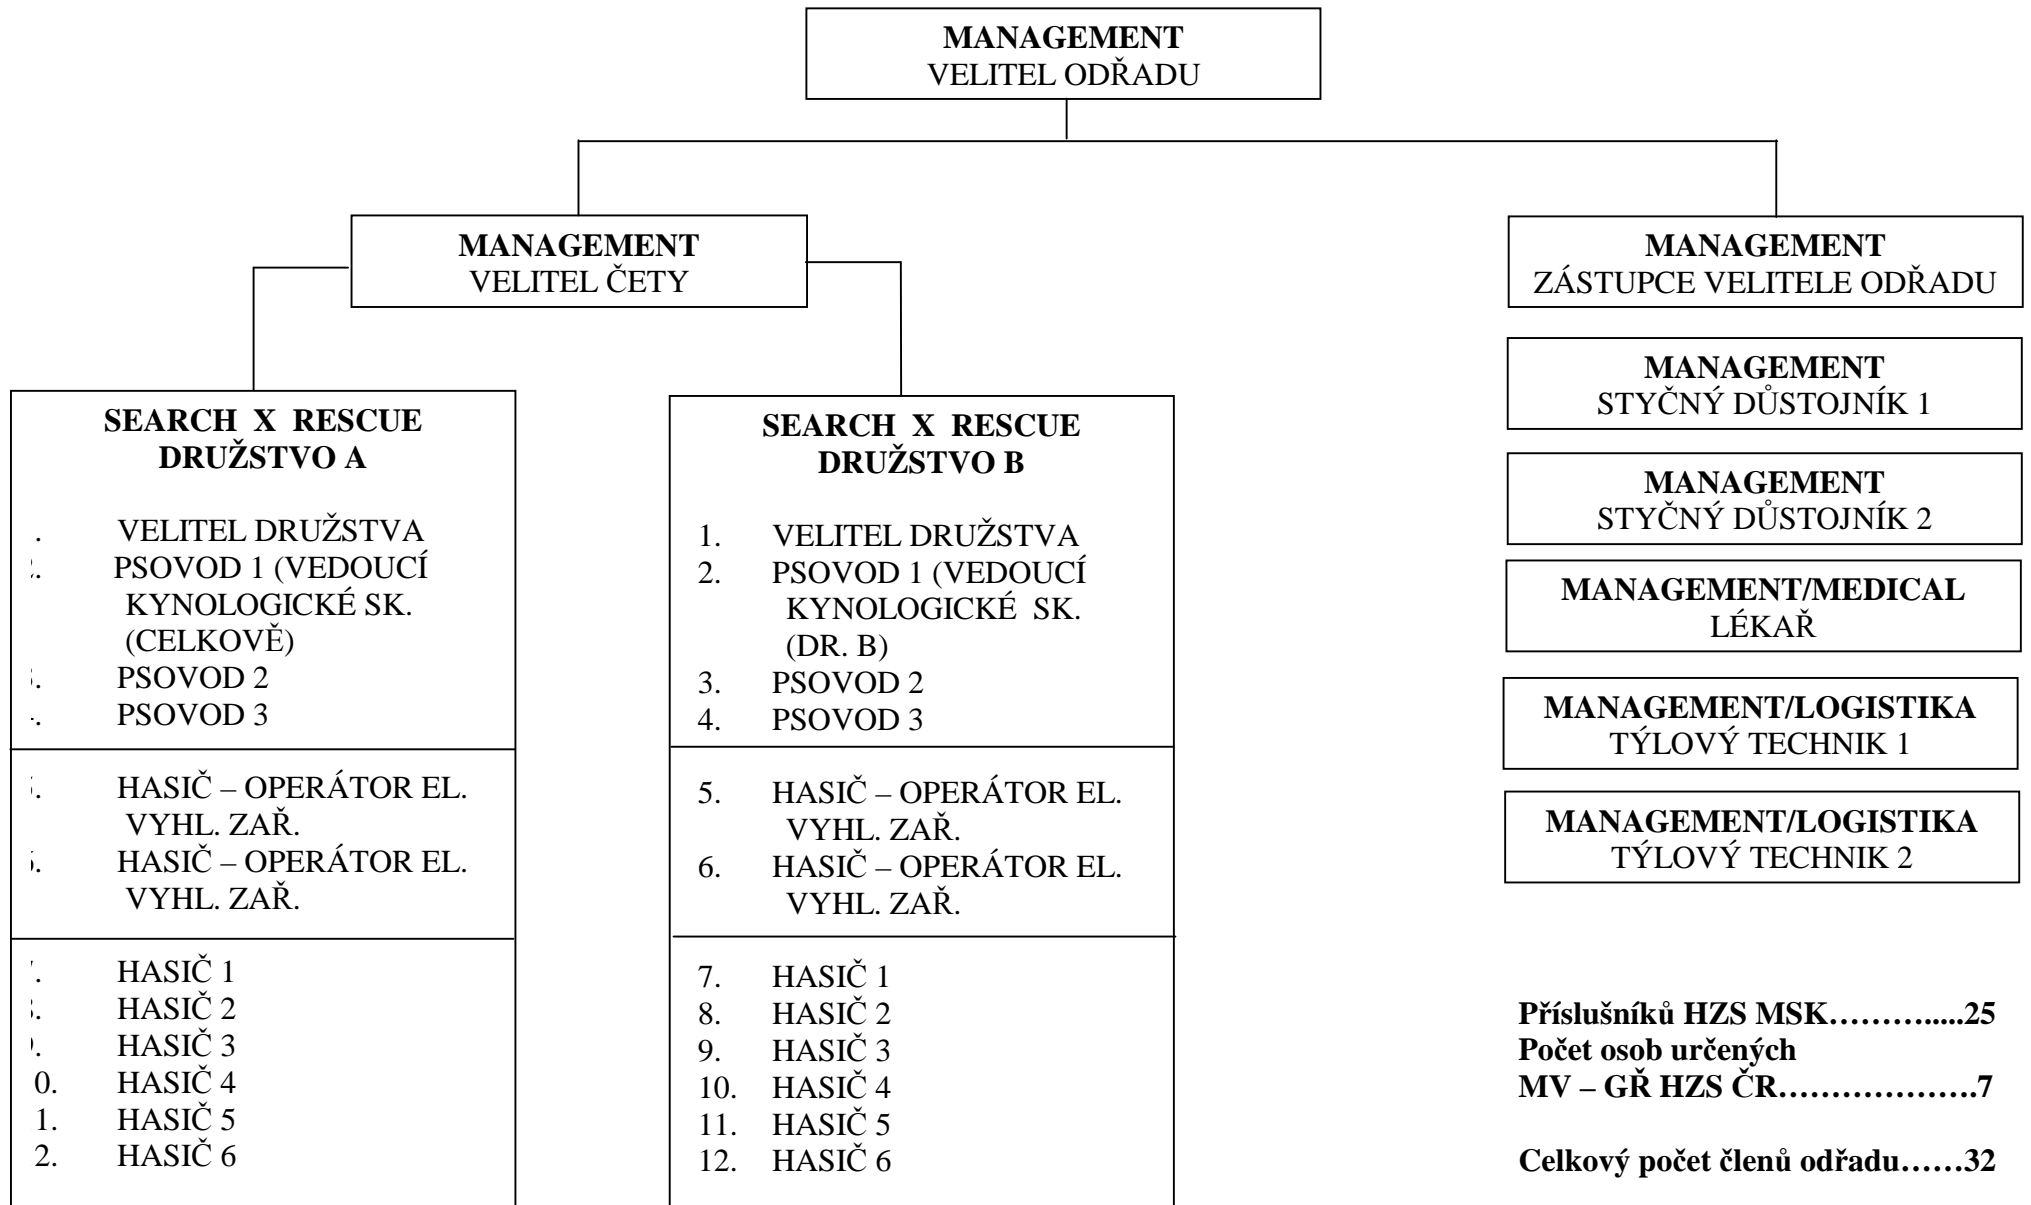 MANAGEMENT
VELITEL ODŘADU
MANAGEMENT
VELITEL ČETY
MANAGEMENT
ZÁSTUPCE VELITELE ODŘADU
MANAGEMENT
STYČNÝ DŮSTOJNÍK 1
MANAGEMENT
STYČNÝ DŮSTOJNÍK 2
MANAGEMENT/MEDICAL
LÉKAŘ
MANAGEMENT/LOGISTIKA
TÝLOVÝ TECHNIK 1
MANAGEMENT/LOGISTIKA
TÝLOVÝ TECHNIK 2
SEARCH X RESCUE
DRUŽSTVO A
. VELITEL DRUŽSTVA
. PSOVOD 1 (VEDOUCÍ
KYNOLOGICKÉ SK.
(CELKOVĚ)
. PSOVOD 2
. PSOVOD 3
. HASIČ – OPERÁTOR EL.
VYHL. ZAŘ.
. HASIČ – OPERÁTOR EL.
VYHL. ZAŘ.
. HASIČ 1
. HASIČ 2
. HASIČ 3
0. HASIČ 4
1. HASIČ 5
2. HASIČ 6
SEARCH X RESCUE
DRUŽSTVO B
1. VELITEL DRUŽSTVA
2. PSOVOD 1 (VEDOUCÍ
KYNOLOGICKÉ SK.
(DR. B)
3. PSOVOD 2
4. PSOVOD 3
5. HASIČ – OPERÁTOR EL.
VYHL. ZAŘ.
6. HASIČ – OPERÁTOR EL.
VYHL. ZAŘ.
7. HASIČ 1
8. HASIČ 2
9. HASIČ 3
10. HASIČ 4
11. HASIČ 5
12. HASIČ 6
Příslušníků HZS MSK……….....25
Počet osob určených
MV – GŘ HZS ČR……………….7
Celkový počet členů odřadu……32